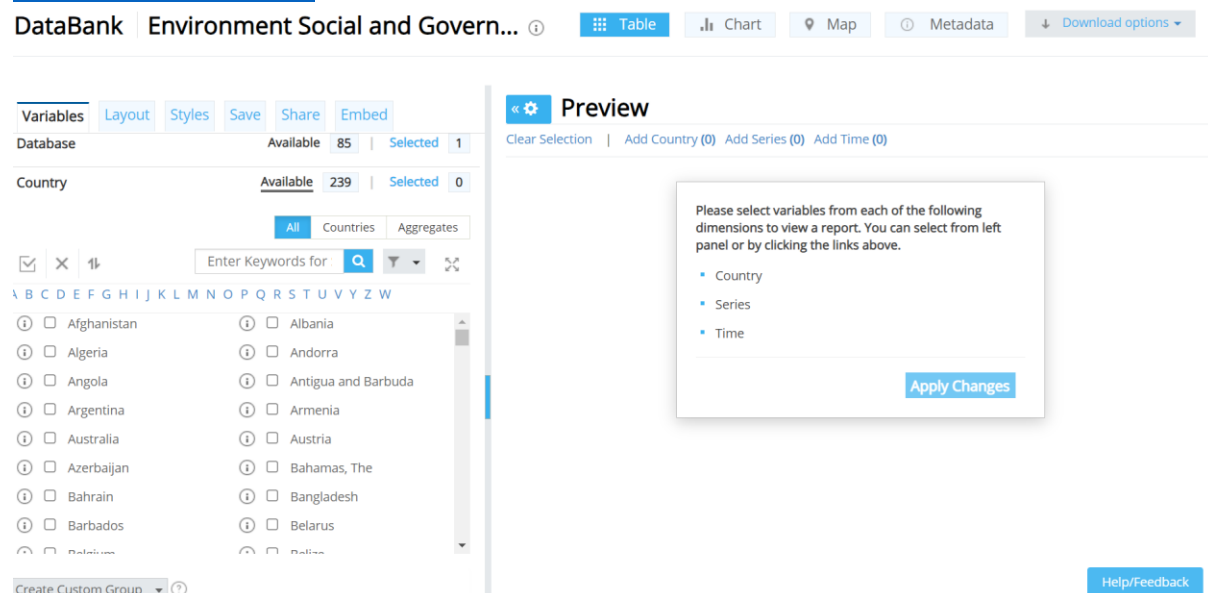 DataBank Environment Social and Govern... Table Chart Map Metadata Download options
Variables Layout Styles Save Share Embed
Database Available 85 | Selected 1
Country Available 239 | Selected 0
All Countries Aggregates
Enter Keywords for
A B C D E F G H I J K L M N O P Q R S T U V Y Z W
Afghanistan Albania
Algeria Andorra
Angola Antigua and Barbuda
Argentina Armenia
Australia Austria
Azerbaijan Bahamas, The
Bahrain Bangladesh
Barbados Belarus
Belgium Belize
Create Custom Group
« Preview
Clear Selection | Add Country (0) Add Series (0) Add Time (0)
Please select variables from each of the following
dimensions to view a report. You can select from left
panel or by clicking the links above.
Country
Series
Time
Apply Changes
Help/Feedback